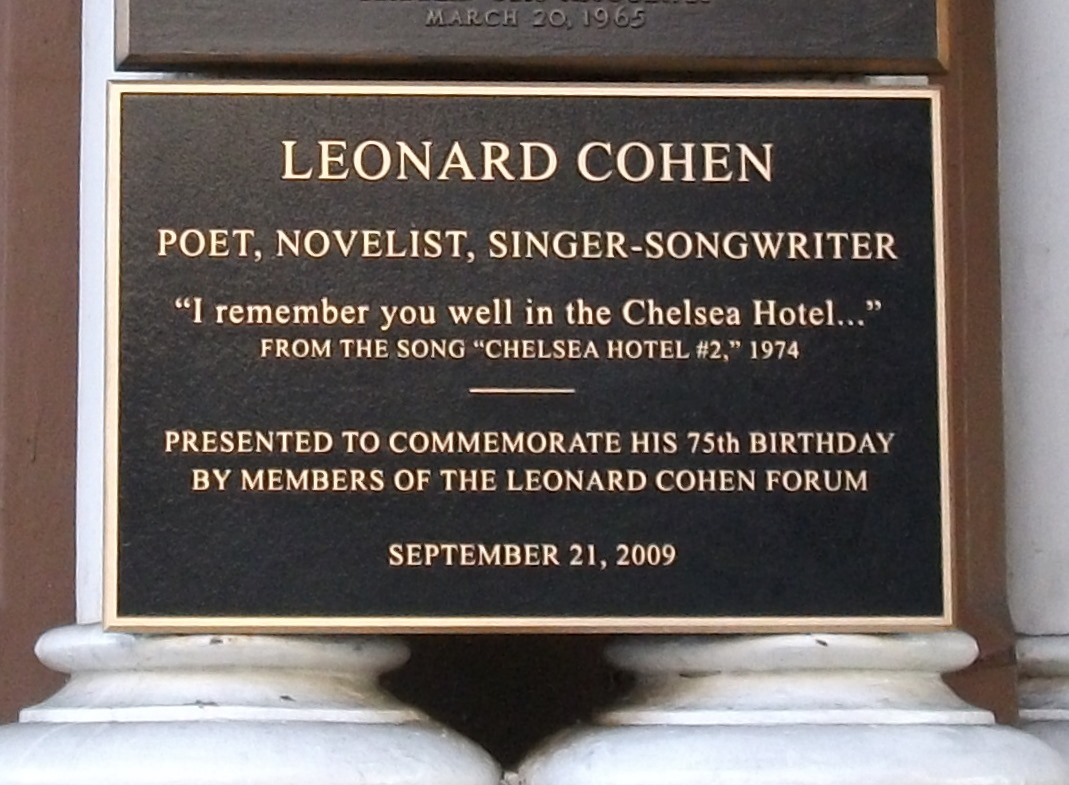 MARCH 20, 1965
LEONARD COHEN
POET, NOVELIST, SINGER-SONGWRITER
“I remember you well in the Chelsea Hotel...”
FROM THE SONG “CHELSEA HOTEL #2,” 1974
PRESENTED TO COMMEMORATE HIS 75th BIRTHDAY
BY MEMBERS OF THE LEONARD COHEN FORUM
SEPTEMBER 21, 2009